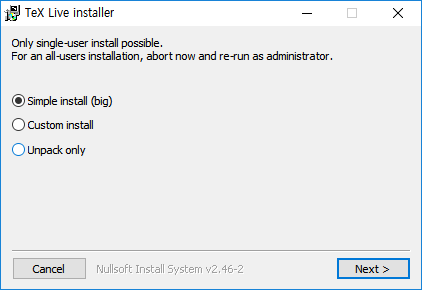 TeX Live installer
Only single-user install possible.
For an all-users installation, abort now and re-run as administrator.
Simple install (big)
Custom install
Unpack only
Cancel
Nullsoft Install System v2.46-2
Next >